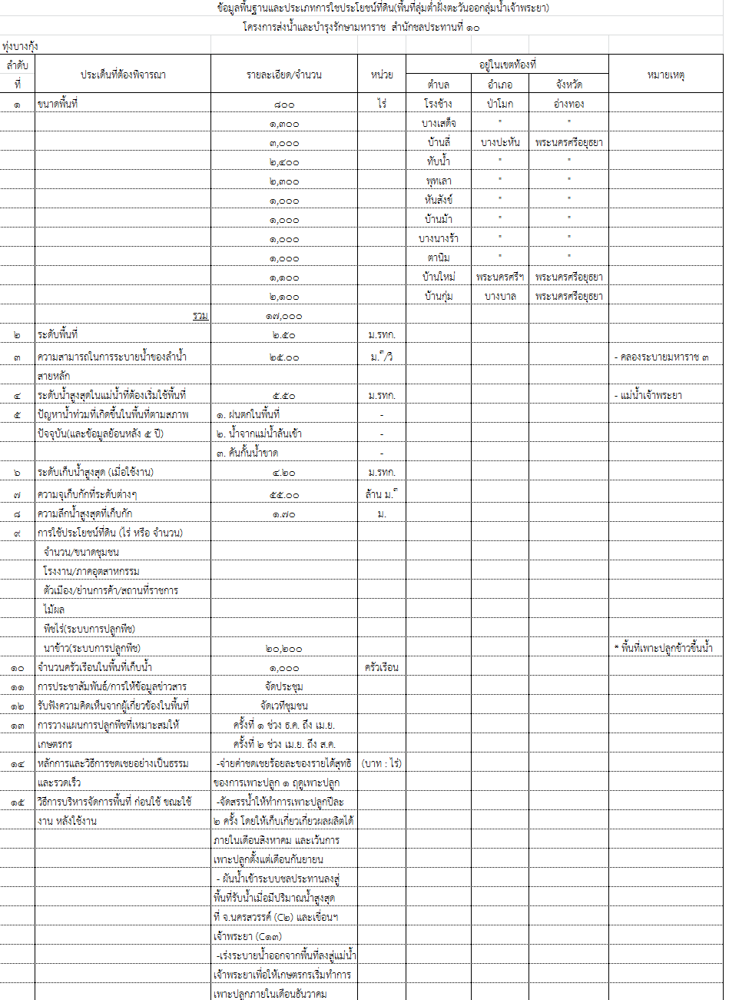 ข้อมูลพื้นฐานและประเภทการใชประโยชน์ที่ดิน(พื้นที่ลุ่มต่ำฝั่งตะวันออกลุ่มน้ำเจ้าพระยา)
โครงการส่งน้ำและบำรุงรักษามหาราช สำนักชลประทานที่ ๑๐
ทุ่งบางกุ้ง
ลำดับที่ ประเด็นที่ต้องพิจารณา รายละเอียด/จำนวน หน่วย อยู่ในเขตท้องที่ หมายเหตุ
ตำบล อำเภอ จังหวัด
๑ ขนาดพื้นที่ ๘๐๐ ไร่ โรงช้าง ป่าโมก อ่างทอง
๑,๓๐๐ บางเสด็จ " "
๓,๐๐๐ บ้านลี่ บางปะหัน พระนครศรีอยุธยา
๒,๔๐๐ ทับน้ำ " "
๒,๓๐๐ พุทเลา " "
๑,๐๐๐ หันสังข์ " "
๑,๐๐๐ บ้านม้า " "
๑,๐๐๐ บางนางร้า " "
๑,๐๐๐ ตานิม " "
๑,๑๐๐ บ้านใหม่ พระนครศรีฯ พระนครศรีอยุธยา
๒,๑๐๐ บ้านกุ่ม บางบาล พระนครศรีอยุธยา
รวม ๑๗,๐๐๐
๒ ระดับพื้นที่ ๒.๕๐ ม.รทก.
๓ ความสามารถในการระบายน้ำของลำน้ำ ๒๕.๐๐ ม.๓/วิ - คลองระบายมหาราช ๓
สายหลัก
๔ ระดับน้ำสูงสุดในแม่น้ำที่ต้องเริ่มใช้พื้นที่ ๕.๕๐ ม.รทก. - แม่น้ำเจ้าพระยา
๕ ปัญหาน้ำท่วมที่เกิดขึ้นในพื้นที่ตามสภาพ ๑. ฝนตกในพื้นที่ -
ปัจจุบัน(และข้อมูลย้อนหลัง ๕ ปี) ๒. น้ำจากแม่น้ำล้นเข้า -
๓. คันกั้นน้ำขาด -
๖ ระดับเก็บน้ำสูงสุด (เมื่อใช้งาน) ๔.๒๐ ม.รทก.
๗ ความจุเก็บกักที่ระดับต่างๆ ๕๕.๐๐ ล้าน ม.๓
๘ ความลึกน้ำสูงสุดที่เก็บกัก ๑.๗๐ ม.
๙ การใช้ประโยชน์ที่ดิน (ไร่ หรือ จำนวน)
จำนวน/ขนาดชุมชน
โรงงาน/ภาคอุตสาหกรรม
ตัวเมือง/ย่านการค้า/สถานที่ราชการ
ไม้ผล
พืชไร่(ระบบการปลูกพืช)
นาข้าว(ระบบการปลูกพืช) ๒๐,๒๐๐ * พื้นที่เพาะปลูกข้าวขึ้นน้ำ
๑๐ จำนวนครัวเรือนในพื้นที่เก็บน้ำ ๑,๐๐๐ ครัวเรือน
๑๑ การประชาสัมพันธ์/การให้ข้อมูลข่าวสาร จัดประชุม
๑๒ รับฟังความคิดเห็นจากผู้เกี่ยวข้องในพื้นที่ จัดเวทีชุมชน
๑๓ การวางแผนการปลูกพืชที่เหมาะสมให้ ครั้งที่ ๑ ช่วง ธ.ค. ถึง เม.ย.
เกษตรกร ครั้งที่ ๒ ช่วง เม.ย. ถึง ส.ค.
๑๔ หลักการและวิธีการชดเชยอย่างเป็นธรรม -จ่ายค่าชดเชยร้อยละของรายได้สุทธิ (บาท : ไร่)
และรวดเร็ว ของการเพาะปลูก ๑ ฤดูเพาะปลูก
๑๕ วิธีการบริหารจัดการพื้นที่ ก่อนใช้ ขณะใช้ -จัดสรรน้ำให้ทำการเพาะปลูกปีละ
งาน หลังใช้งาน ๒ ครั้ง โดยให้เก็บเกี่ยวเกี่ยวผลผลิตได้
ภายในเดือนสิงหาคม และเว้นการ
เพาะปลูกตั้งแต่เดือนกันยายน
- ผันน้ำเข้าระบบชลประทานลงสู่
พื้นที่รับน้ำเมื่อมีปริมาณน้ำสูงสุด
ที่ จ.นครสวรรค์ (C๒) และเขื่อนฯ
เจ้าพระยา (C๑๓)
-เร่งระบายน้ำออกจากพื้นที่ลงสู่แม่น้ำ
เจ้าพระยาเพื่อให้เกษตรกรเริ่มทำการ
เพาะปลูกภายในเดือนธันวาคม